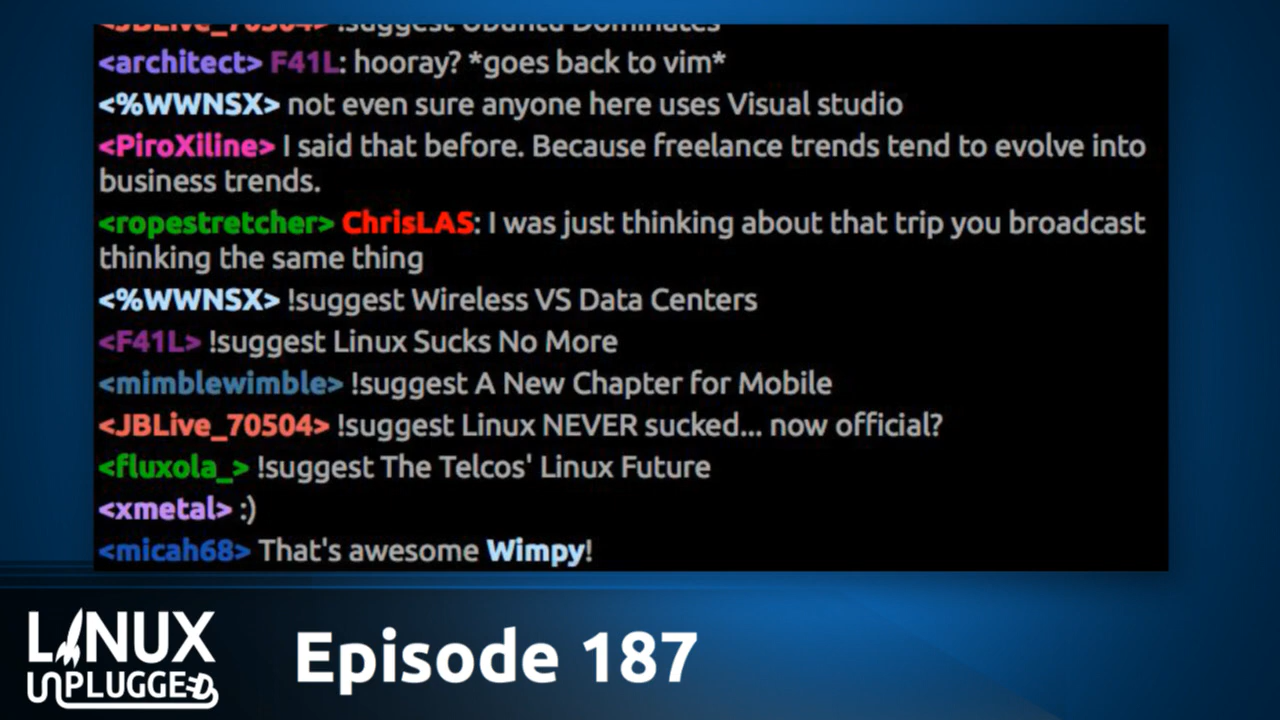 <JBLive_70504> !suggest Ubuntu Dominates
<architect> F41L: hooray? *goes back to vim*
<%WWNSX> not even sure anyone here uses Visual studio
<PiroXiline> I said that before. Because freelance trends tend to evolve into
business trends.
<ropestretcher> ChrisLAS: I was just thinking about that trip you broadcast
thinking the same thing
<%WWNSX> !suggest Wireless VS Data Centers
<F41L> !suggest Linux Sucks No More
<mimblewimble> !suggest A New Chapter for Mobile
<JBLive_70504> !suggest Linux NEVER sucked... now official?
<fluxola_> !suggest The Telcos' Linux Future
<xmetal> :)
<micah68> That's awesome Wimpy!
LINUX
UNPLUGGED
Episode 187